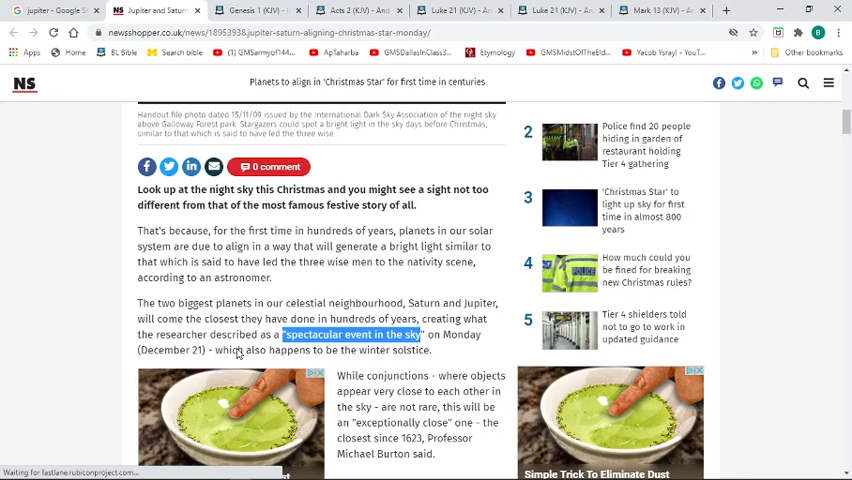 jupiter - Google S
Jupiter and Saturn
Genesis 1 (KJV) - I
Acts 2 (KJV) - And
Luke 21 (KJV) - An
Luke 21 (KJV) - An
Mark 13 (KJV) - An
newsshopper.co.uk/news/18953938.jupiter-saturn-aligning-christmas-star-monday/
Apps
Home
BL Bible
Search bible
(1) GMSarmyof144...
ApTaharba
GMSDallasInClass3...
Etymology
GMSMidstOfTheEld...
Yacob Ysrayl - YouT...
Other bookmarks
NS
Planets to align in 'Christmas Star' for first time in centuries
Handout file photo dated 15/11/09 issued by the International Dark Sky Association of the night sky
above Galloway Forest park. Stargazers could spot a bright light in the sky days before Christmas,
similar to that which is said to have led the three wise
0 comment
Look up at the night sky this Christmas and you might see a sight not too
different from that of the most famous festive story of all.
That's because, for the first time in hundreds of years, planets in our solar
system are due to align in a way that will generate a bright light similar to
that which is said to have led the three wise men to the nativity scene,
according to an astronomer.
The two biggest planets in our celestial neighbourhood, Saturn and Jupiter,
will come the closest they have done in hundreds of years, creating what
the researcher described as a "spectacular event in the sky" on Monday
(December 21) - which also happens to be the winter solstice.
While conjunctions - where objects
appear very close to each other in
the sky - are not rare, this will be
an "exceptionally close" one - the
closest since 1623, Professor
Michael Burton said.
2
Police find 20 people
hiding in garden of
restaurant holding
Tier 4 gathering
3
'Christmas Star' to
light up sky for first
time in almost 800
years
4
How much could you
be fined for breaking
new Christmas rules?
5
Tier 4 shielders told
not to go to work in
updated guidance
Simple Trick To Eliminate Dust
Waiting for fastlane.rubiconproject.com...